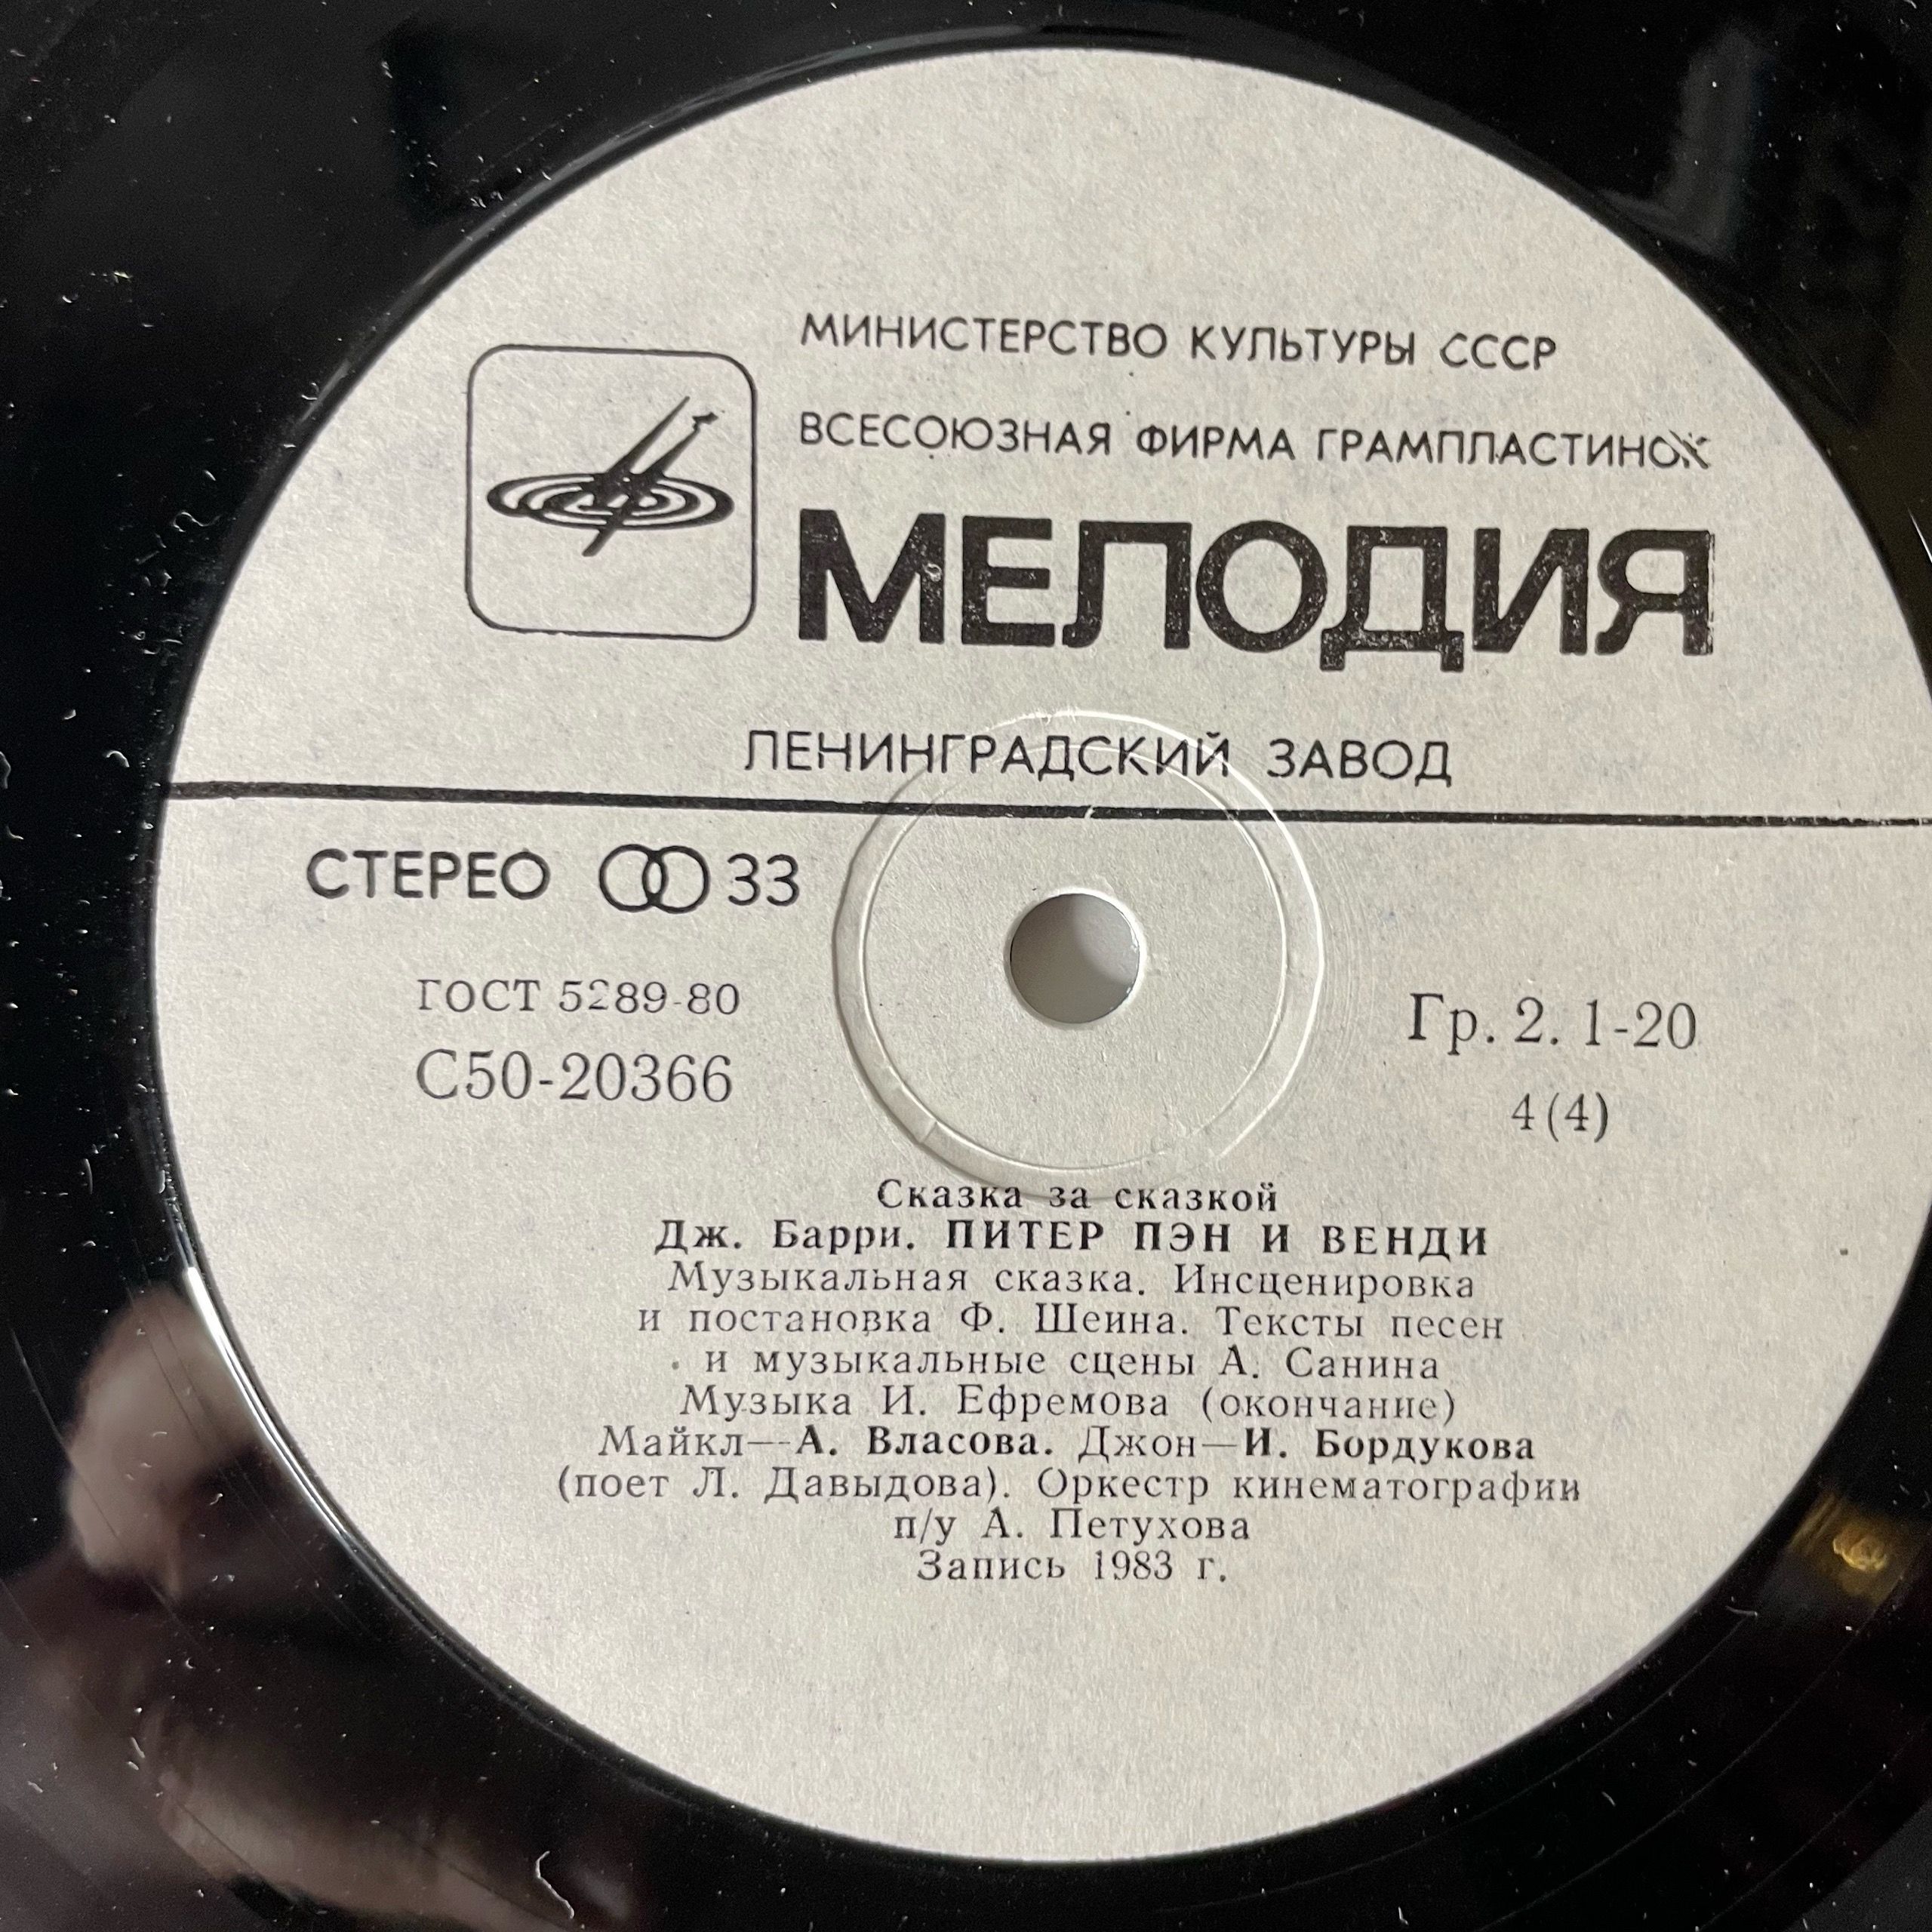 МИНИСТЕРСТВО КУЛЬТУРЫ СССР
ВСЕСОЮЗНАЯ ФИРМА ГРАМПЛАСТИНОК
МЕЛОДИЯ
ЛЕНИНГРАДСКИЙ ЗАВОД
СТЕРЕО 33
ГОСТ 5289-80
С50-20366
Гр. 2. 1-20
4(4)
Сказка за сказкой
Дж. Барри. ПИТЕР ПЭН И ВЕНДИ
Музыкальная сказка. Инсценировка
и постановка Ф. Шеина. Тексты песен
и музыкальные сцены А. Санина
Музыка И. Ефремова (окончание)
Майкл—А. Власова. Джон—И. Бордукова
(поет Л. Давыдова). Оркестр кинематографии
п/у А. Петухова
Запись 1983 г.